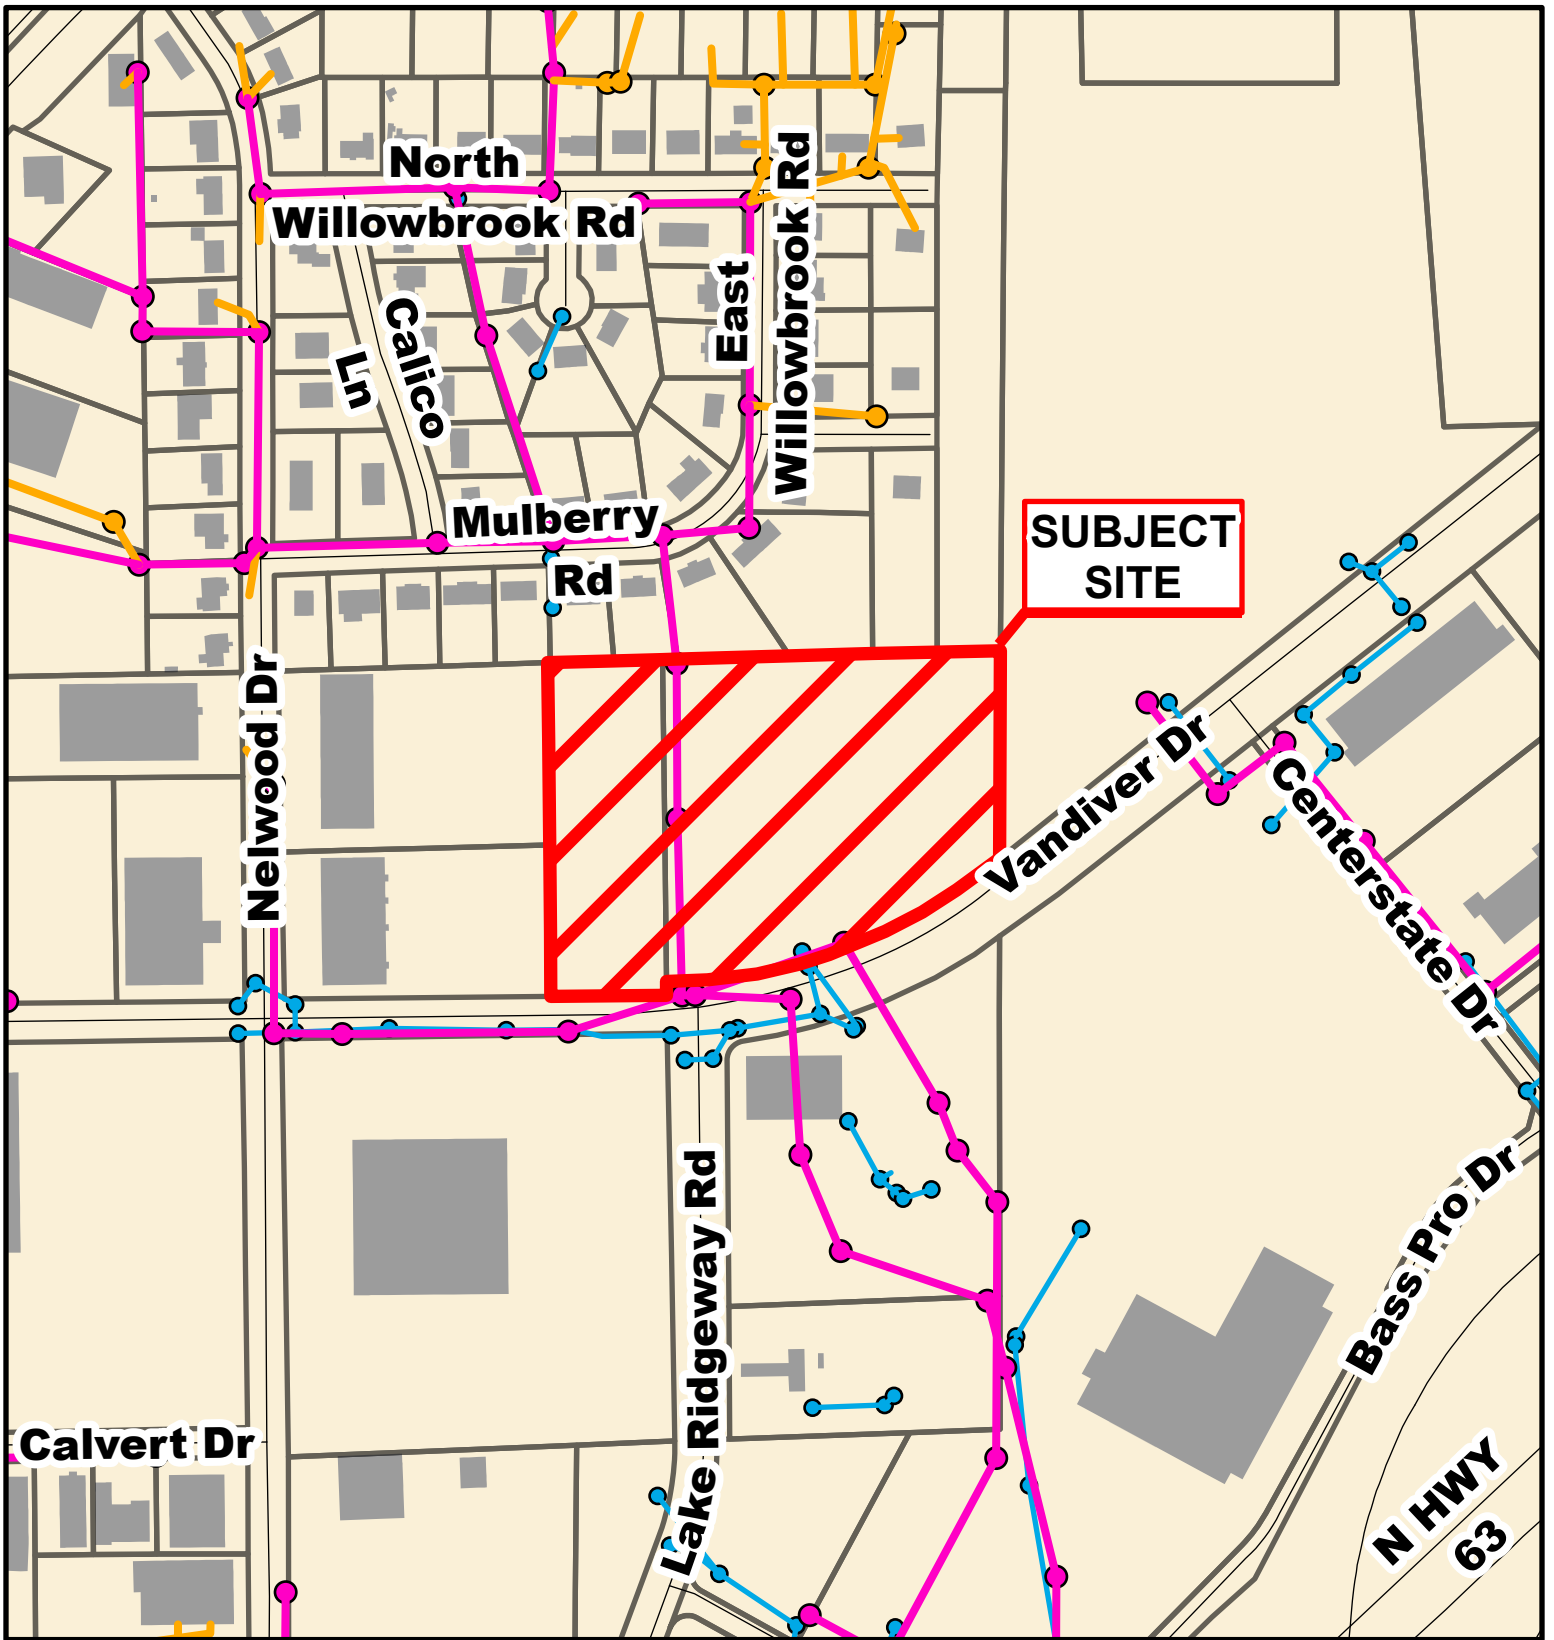 North
Willowbrook Rd
East
Willowbrook Rd
Calico
Ln
Mulberry
Rd
SUBJECT
SITE
Nelwood Dr
Vandiver Dr
Centerstate Dr
Lake Ridgeway Rd
Bass Pro Dr
Calvert Dr
N HWY
63